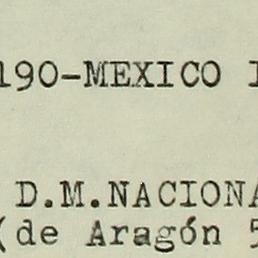 190-MEXICO
D.M.NACIONA
(de Aragón 5